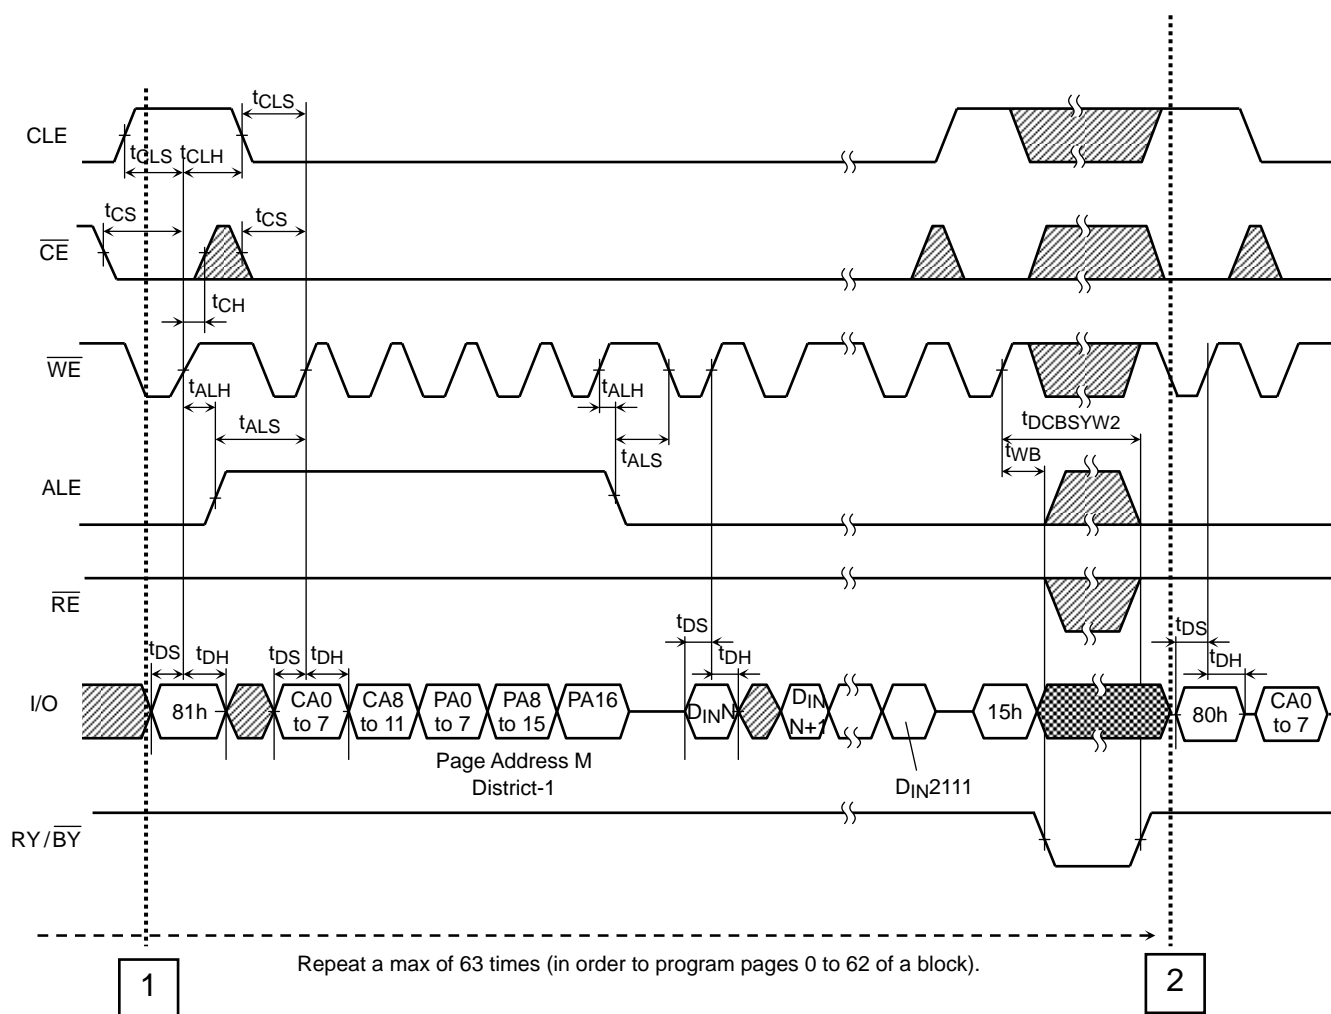 tCLS
CLE
tCLS tCLH
tCS
tCS
CE
tCH
WE
tALH
tALH
tALS
tDCBSYW2
tALS
tWB
ALE
RE
tDS
tDH
tDS
tDH
tDS
tDH
tDS
tDH
I/O
81h
CA0 to 7
CA8 to 11
PA0 to 7
PA8 to 15
PA16
DINN
DIN N+1
15h
80h
CA0 to 7
Page Address M
District-1
DIN2111
RY/BY
Repeat a max of 63 times (in order to program pages 0 to 62 of a block).
1
2